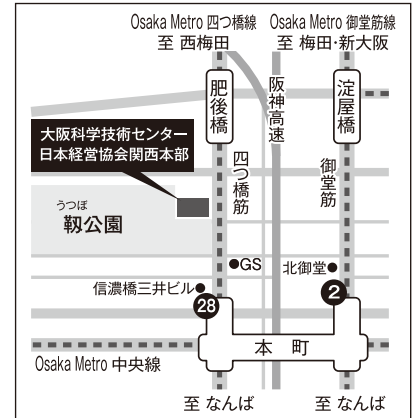 Osaka Metro 四つ橋線
至 西梅田
Osaka Metro 御堂筋線
至 梅田・新大阪
肥後橋
阪神高速
淀屋橋
大阪科学技術センター
日本経営協会関西本部
四つ橋筋
御堂筋
うつぼ
靱公園
GS
北御堂
信濃橋三井ビル
28
2
本町
Osaka Metro 中央線
至 なんば
至 なんば